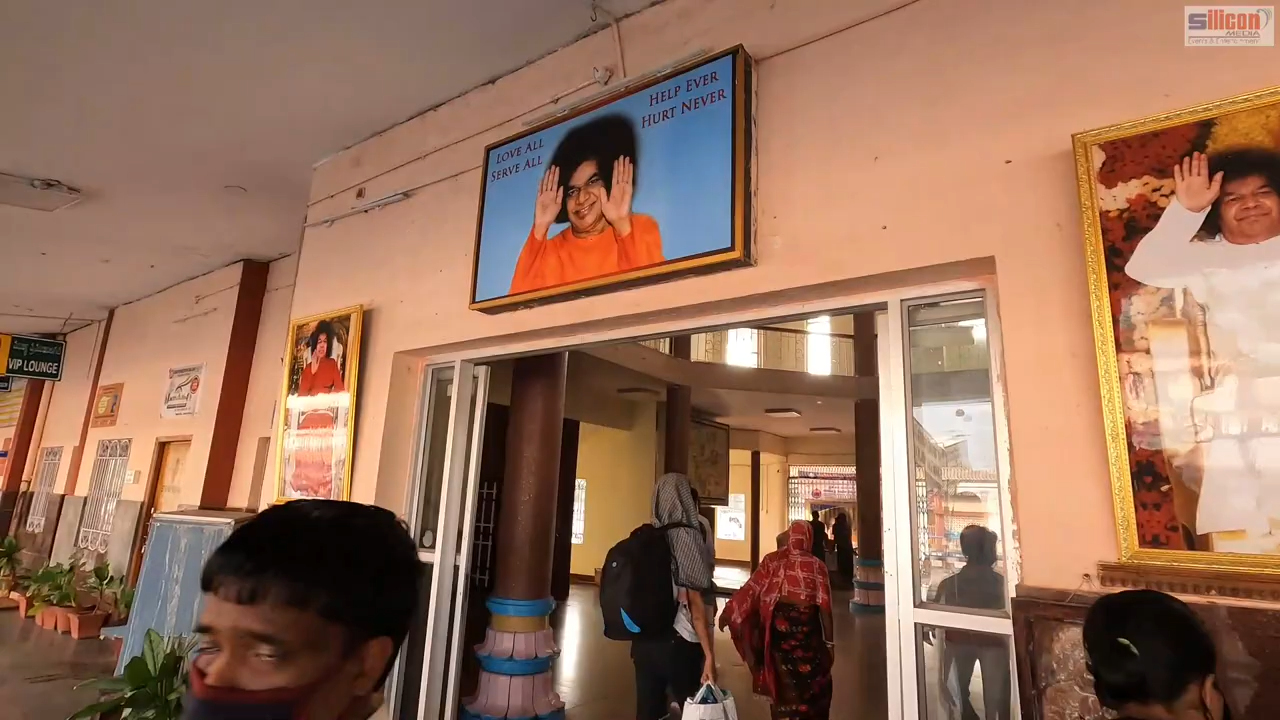 Silicon
MEDIA
LOVE ALL
SERVE ALL
HELP EVER
HURT NEVER
VIP LOUNGE